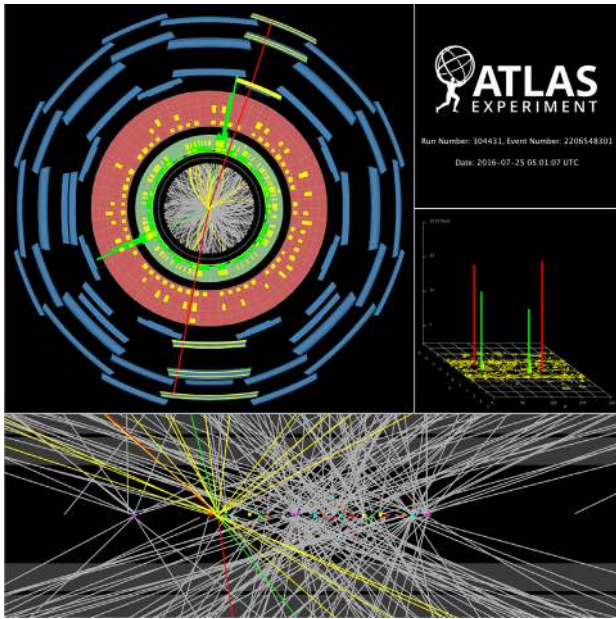 ATLAS
EXPERIMENT
Run Number: 304431, Event Number: 2206548301
Date: 2016-07-25 05:01:07 UTC